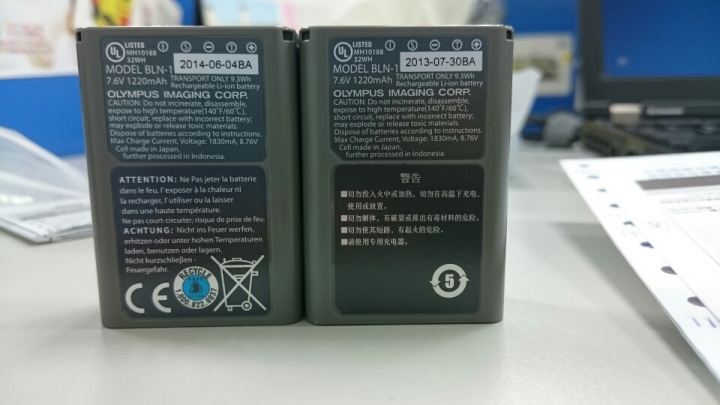 UL LISTED
MH10188
32WH
2014-06-04BA
MODEL BLN-1
TRANSPORT ONLY 9.3Wh
7.6V 1220mAh Rechargeable Li-ion battery
OLYMPUS IMAGING CORP.
CAUTION: Do not incinerate, disassemble,
expose to high temperature(140°F/60℃),
short circuit, replace with incorrect battery;
may explode or release toxic materials.
Dispose of batteries according to instructions.
Max Charge Current, Voltage: 1830mA, 8.76V
Cell made in Japan,
further processed in Indonesia.
ATTENTION: Ne Pas jeter la batterie
dans le feu, l'exposer à la chaleur ni
la recharger, l'utiliser ou la laisser
dans une haute température.
Ne pas court-circuiter; risque de prise de feu.
ACHTUNG: Nicht ins Feuer werfen,
erhitzen oder unter hohen Temperaturen
laden, benutzen oder lagern.
Nicht kurzschließen -
Feuergefahr.
CE
RECYCLE
1.800.822.8837
UL LISTED
MH10188
32WH
2013-07-30BA
MODEL BLN-1
TRANSPORT ONLY 9.3Wh
7.6V 1220mAh Rechargeable Li-ion battery
OLYMPUS IMAGING CORP.
CAUTION: Do not incinerate, disassemble,
expose to high temperature(140°F/60℃),
short circuit, replace with incorrect battery;
may explode or release toxic materials.
Dispose of batteries according to instructions.
Max Charge Current, Voltage: 1830mA, 8.76V
Cell made in Japan,
further processed in Indonesia.
警告
■切勿投入火中或加热，切勿在高温下充电、
使用或放置。
■切勿解体，有破裂或排出有毒材料的危险。
■切勿使其短路，有起火的危险。
■请使用专用充电器。
5